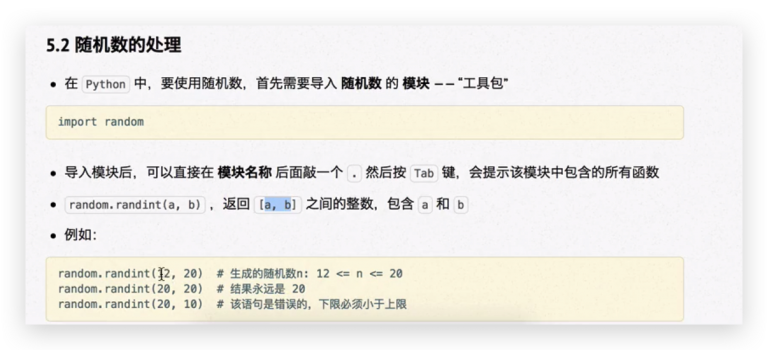 5.2 随机数的处理
在 Python 中，要使用随机数，首先需要导入 随机数 的 模块 —— “工具包”
import random
导入模块后，可以直接在 模块名称 后面敲一个 . 然后按 Tab 键，会提示该模块中包含的所有函数
random.randint(a, b) ，返回 [a, b] 之间的整数，包含 a 和 b
例如：
random.randint(12, 20)  # 生成的随机数n: 12 <= n <= 20
random.randint(20, 20)  # 结果永远是 20
random.randint(20, 10)  # 该语句是错误的，下限必须小于上限